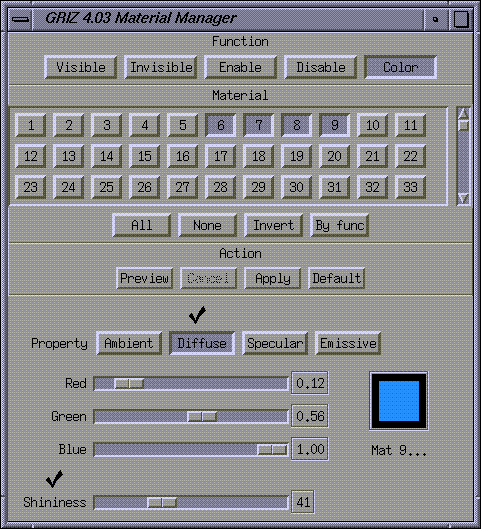 GRIZ 4.03 Material Manager
Function
Visible Invisible Enable Disable Color
Material
1 2 3 4 5 6 7 8 9 10 11
12 13 14 15 16 17 18 19 20 21 22
23 24 25 26 27 28 29 30 31 32 33
All None Invert By func
Action
Preview Cancel Apply Default
Property Ambient Diffuse Specular Emissive
Red 0.12
Green 0.56
Blue 1.00
Mat 9...
Shininess 41